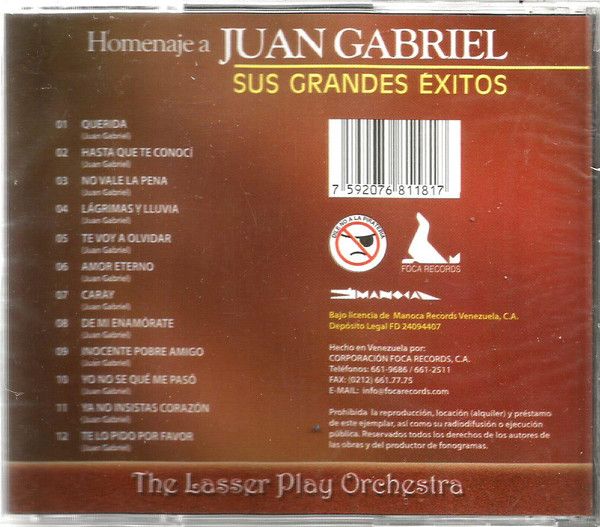 Homenaje a JUAN GABRIEL
SUS GRANDES ÉXITOS
01 QUERIDA
(Juan Gabriel)
02 HASTA QUE TE CONOCÍ
(Juan Gabriel)
03 NO VALE LA PENA
(Juan Gabriel)
04 LÁGRIMAS Y LLUVIA
(Juan Gabriel)
05 TE VOY A OLVIDAR
(Juan Gabriel)
06 AMOR ETERNO
(Juan Gabriel)
07 CARAY
(Juan Gabriel)
08 DE MI ENAMÓRATE
(Juan Gabriel)
09 INOCENTE POBRE AMIGO
(Juan Gabriel)
10 YO NO SE QUÉ ME PASÓ
(Juan Gabriel)
11 YA NO INSISTAS CORAZÓN
(Juan Gabriel)
12 TE LO PIDO POR FAVOR
(Juan Gabriel)
7 592076 811817
DILE NO A LA PIRATERIA
FOCA RECORDS
MANOCA
Bajo licencia de Manoca Records Venezuela, C.A.
Depósito Legal FD 24094407
Hecho en Venezuela por:
CORPORACIÓN FOCA RECORDS, C.A.
Teléfonos: 661-9686 / 661-2511
FAX: (0212) 661.77.75
E-MAIL: info@focarecords.com
Prohibida la reproducción, locación (alquiler) y préstamo
de este ejemplar, así como su radiodifusión o ejecución
pública. Reservados todos los derechos de los autores de
las obras y del productor de fonogramas.
The Lasser Play Orchestra